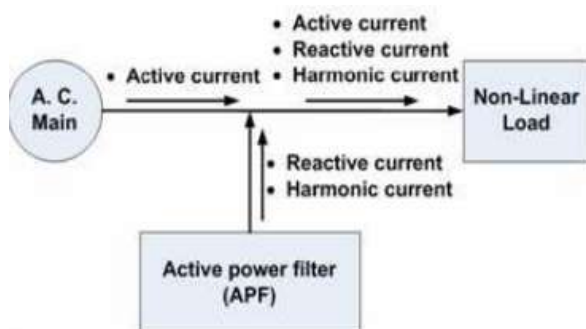 • Active current
• Reactive current
• Harmonic current
• Active current
A. C.
Main
Non-Linear
Load
• Reactive current
• Harmonic current
Active power filter
(APF)